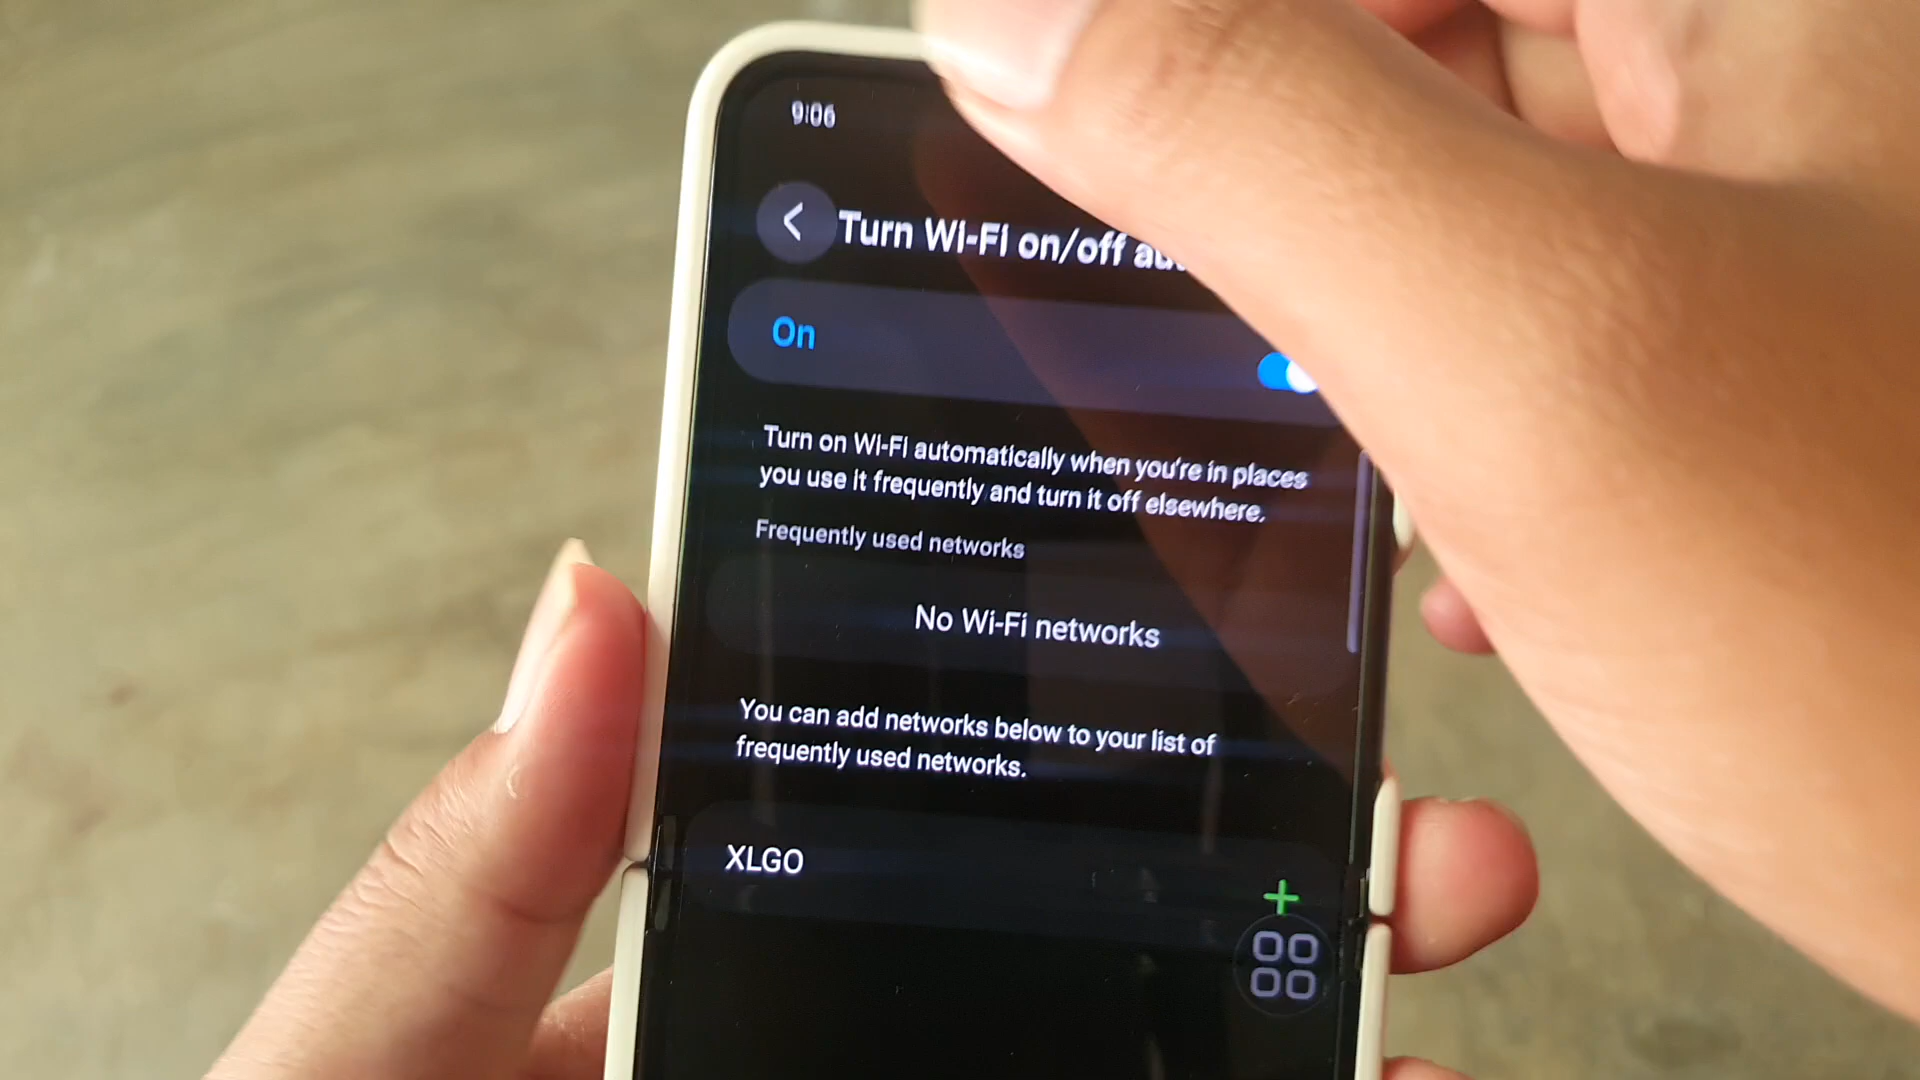 9:06
Turn Wi-Fi on/off
On
Turn on Wi-Fi automatically when you're in places
you use it frequently and turn it off elsewhere.
Frequently used networks
No Wi-Fi networks
You can add networks below to your list of
frequently used networks.
XLGO